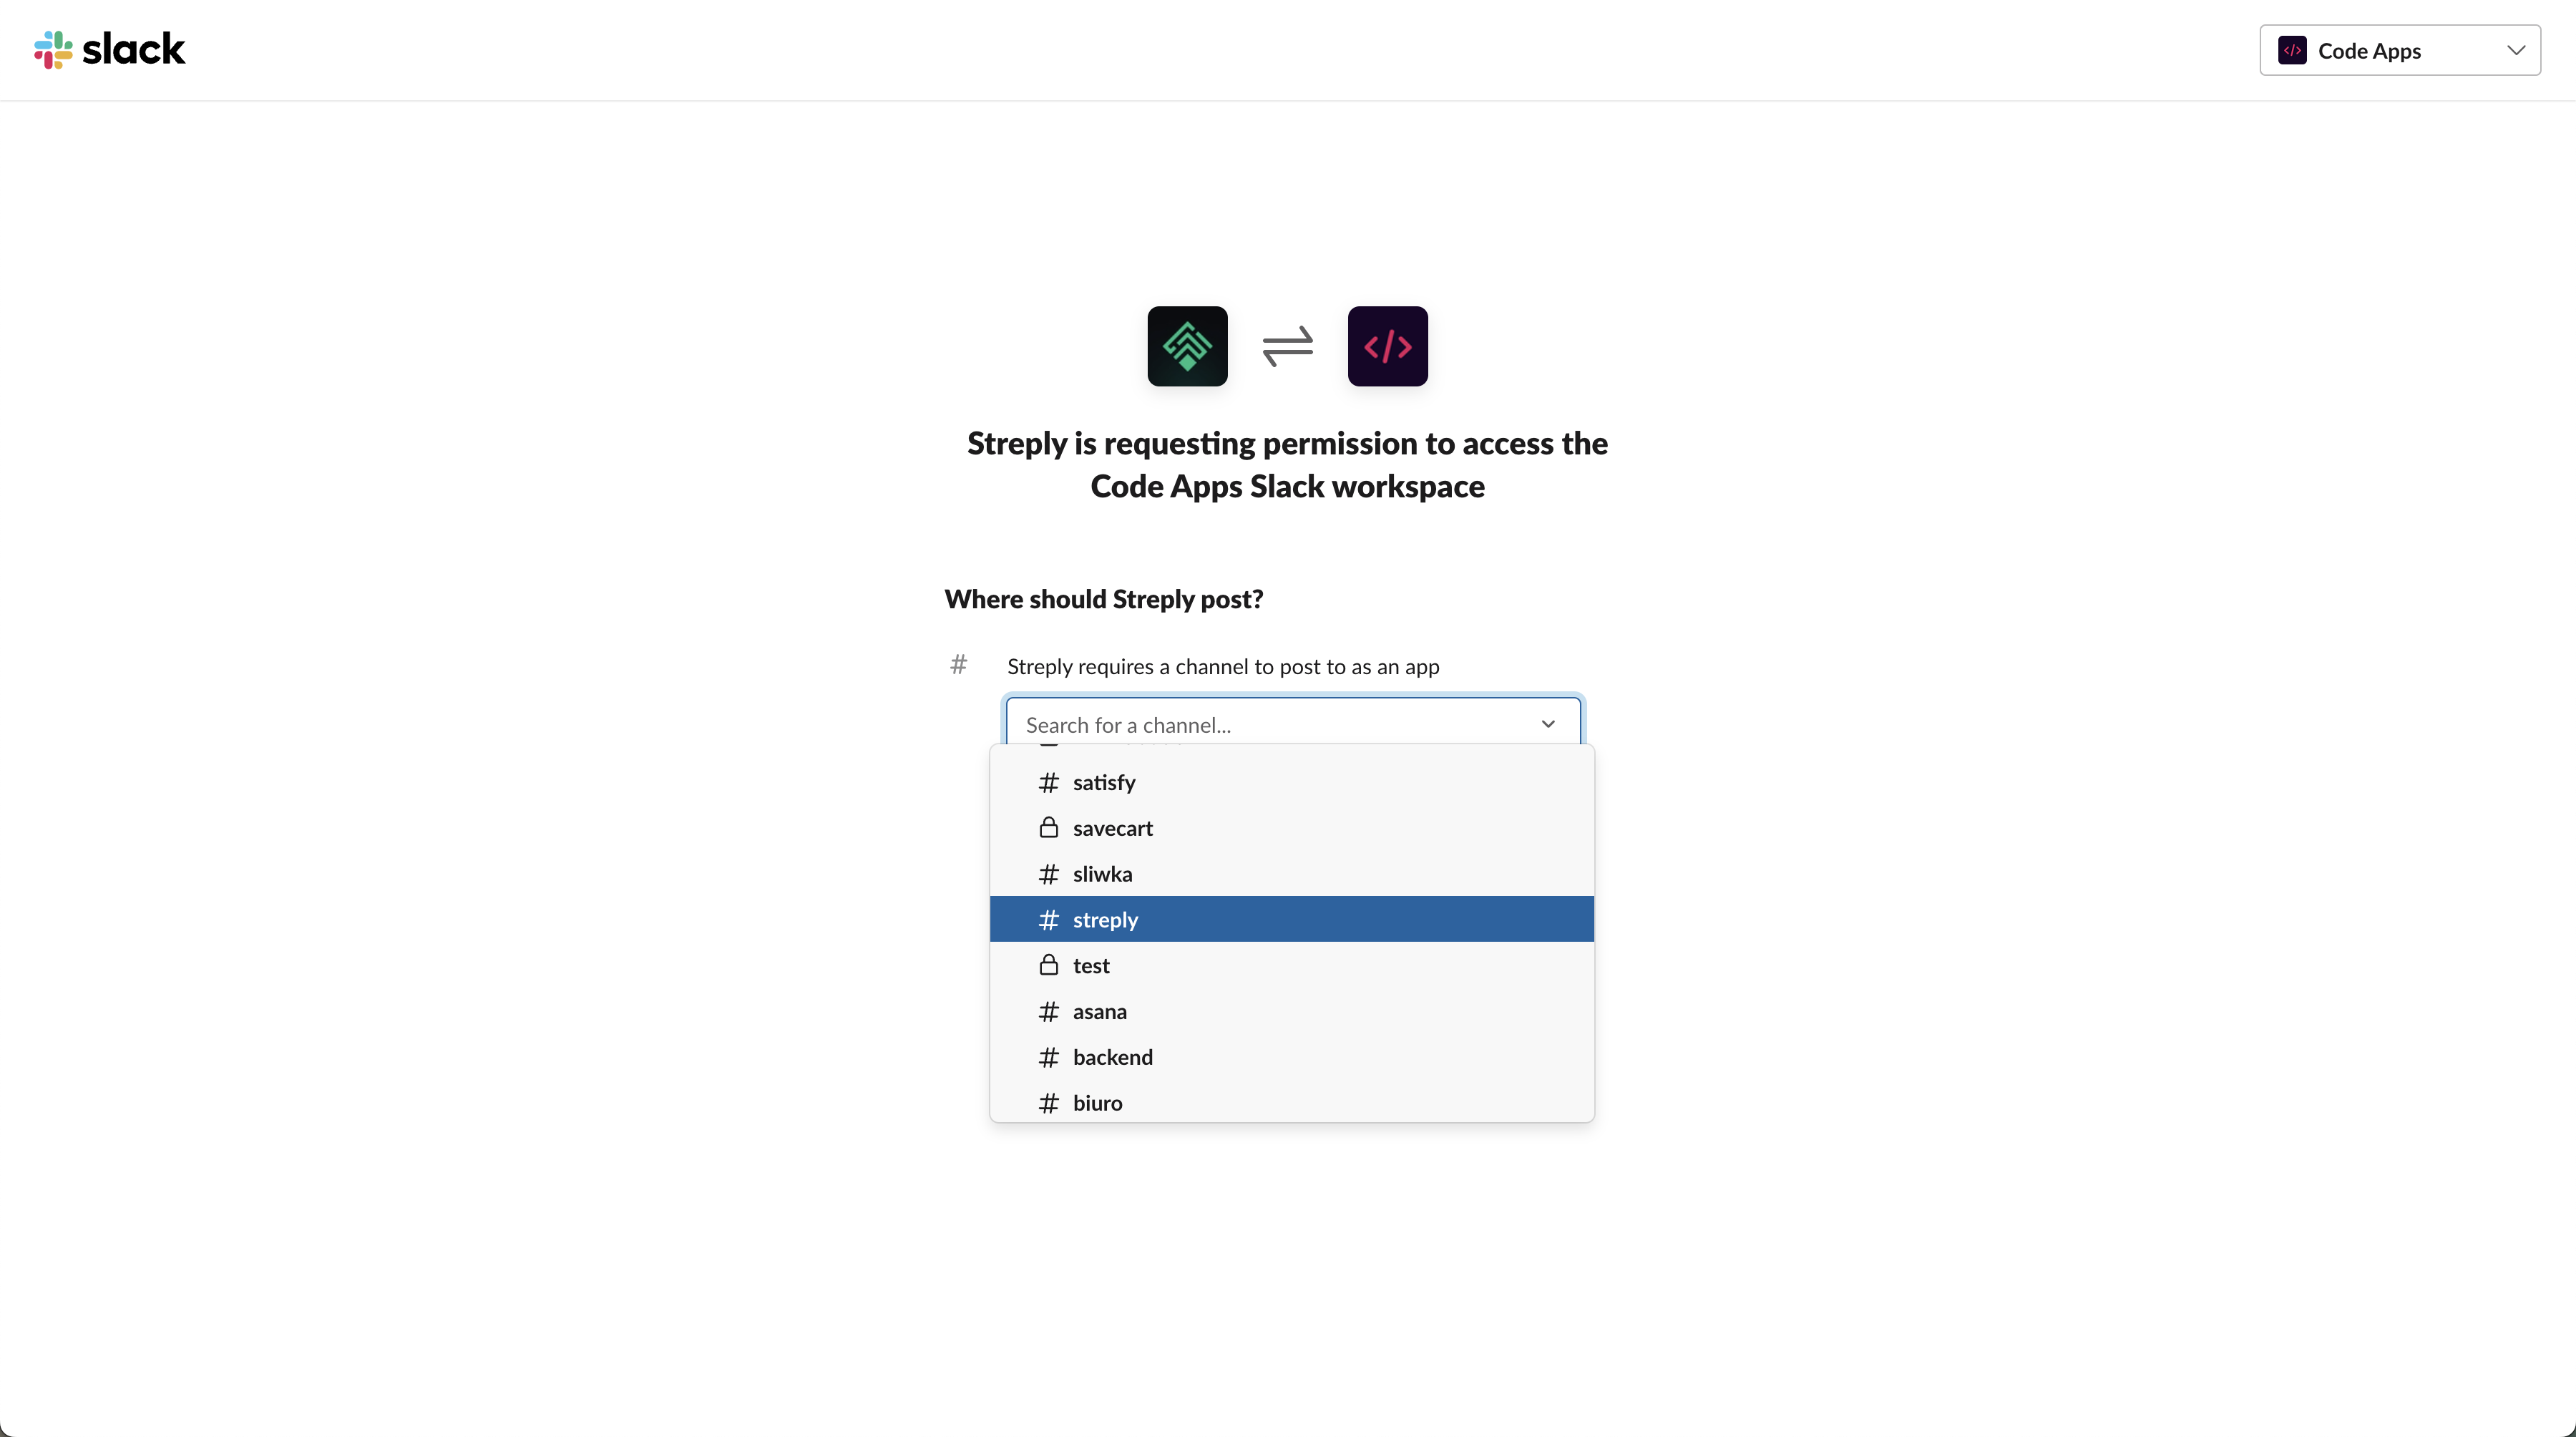 slack
Code Apps
Streply is requesting permission to access the
Code Apps Slack workspace
Where should Streply post?
# Streply requires a channel to post to as an app
Search for a channel...
# satisfy
savecart
# sliwka
# streply
test
# asana
# backend
# biuro